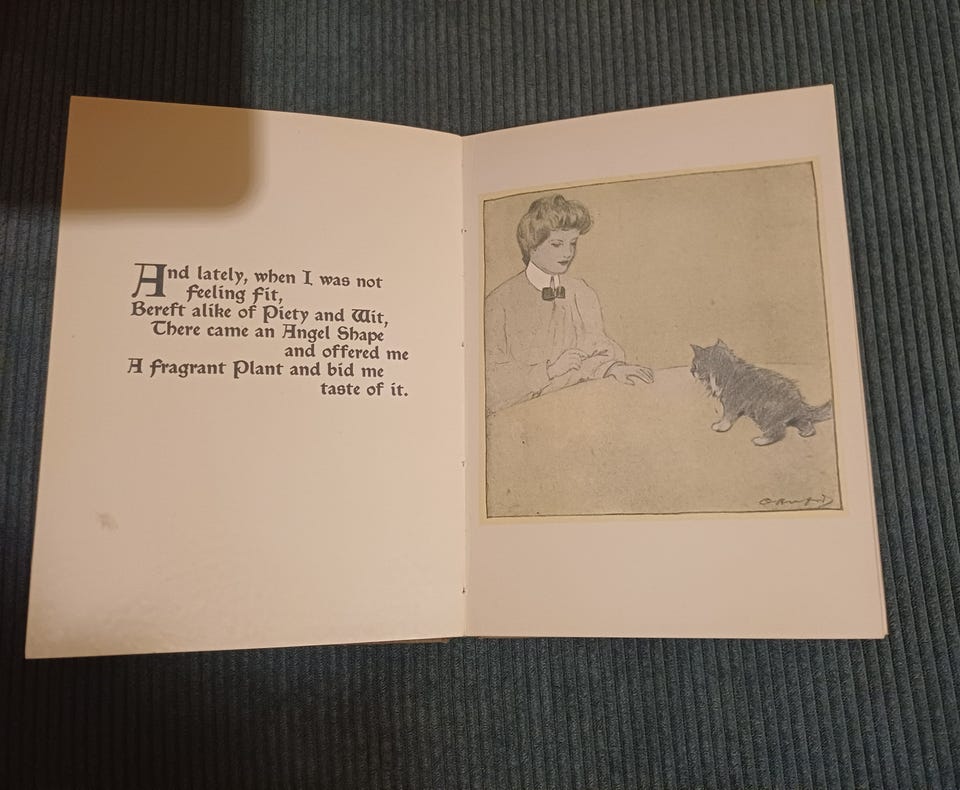 And lately, when I was not
feeling fit,
Bereft alike of Piety and Wit,
There came an Angel Shape
and offered me
A fragrant Plant and bid me
taste of it.